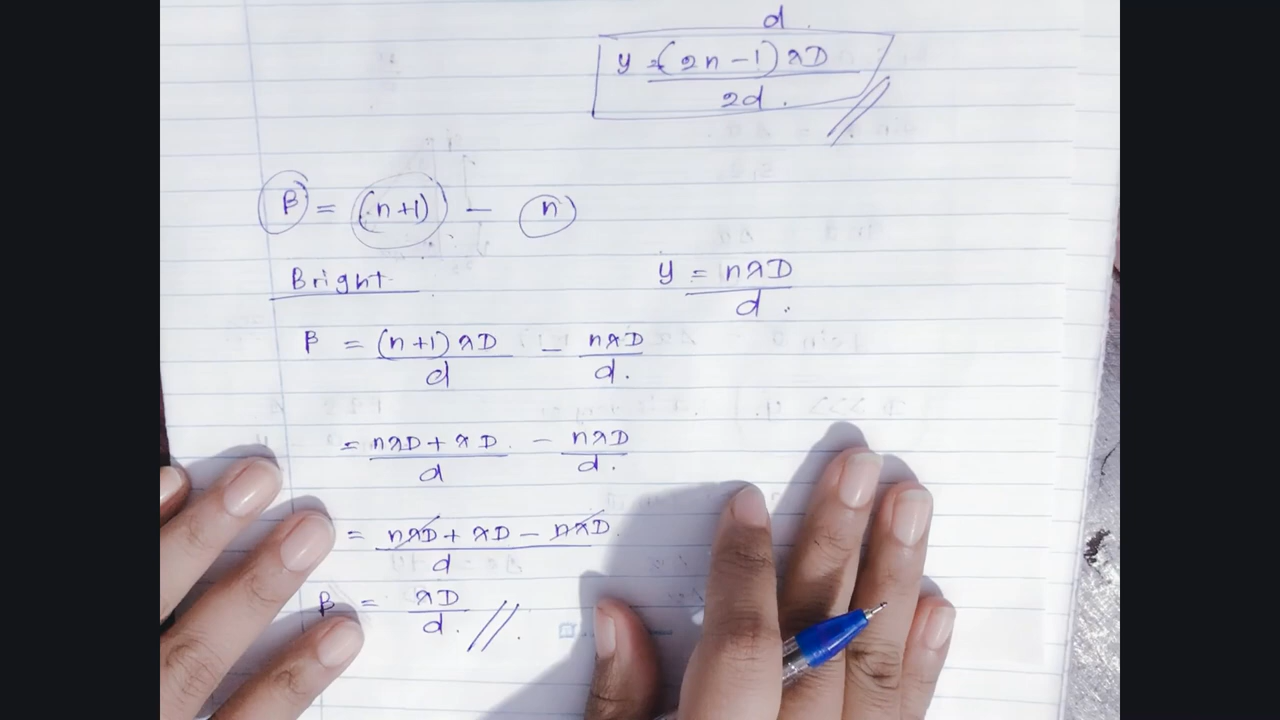 d.
y = (2n - 1) λD
2d.
β = (n+1) - n
Bright
y = nλD
d.
β = (n+1) λD - nλD
d d.
= nλD + λD. - nλD
d d.
= nλD + λD - nλD.
d
β = λD
d.